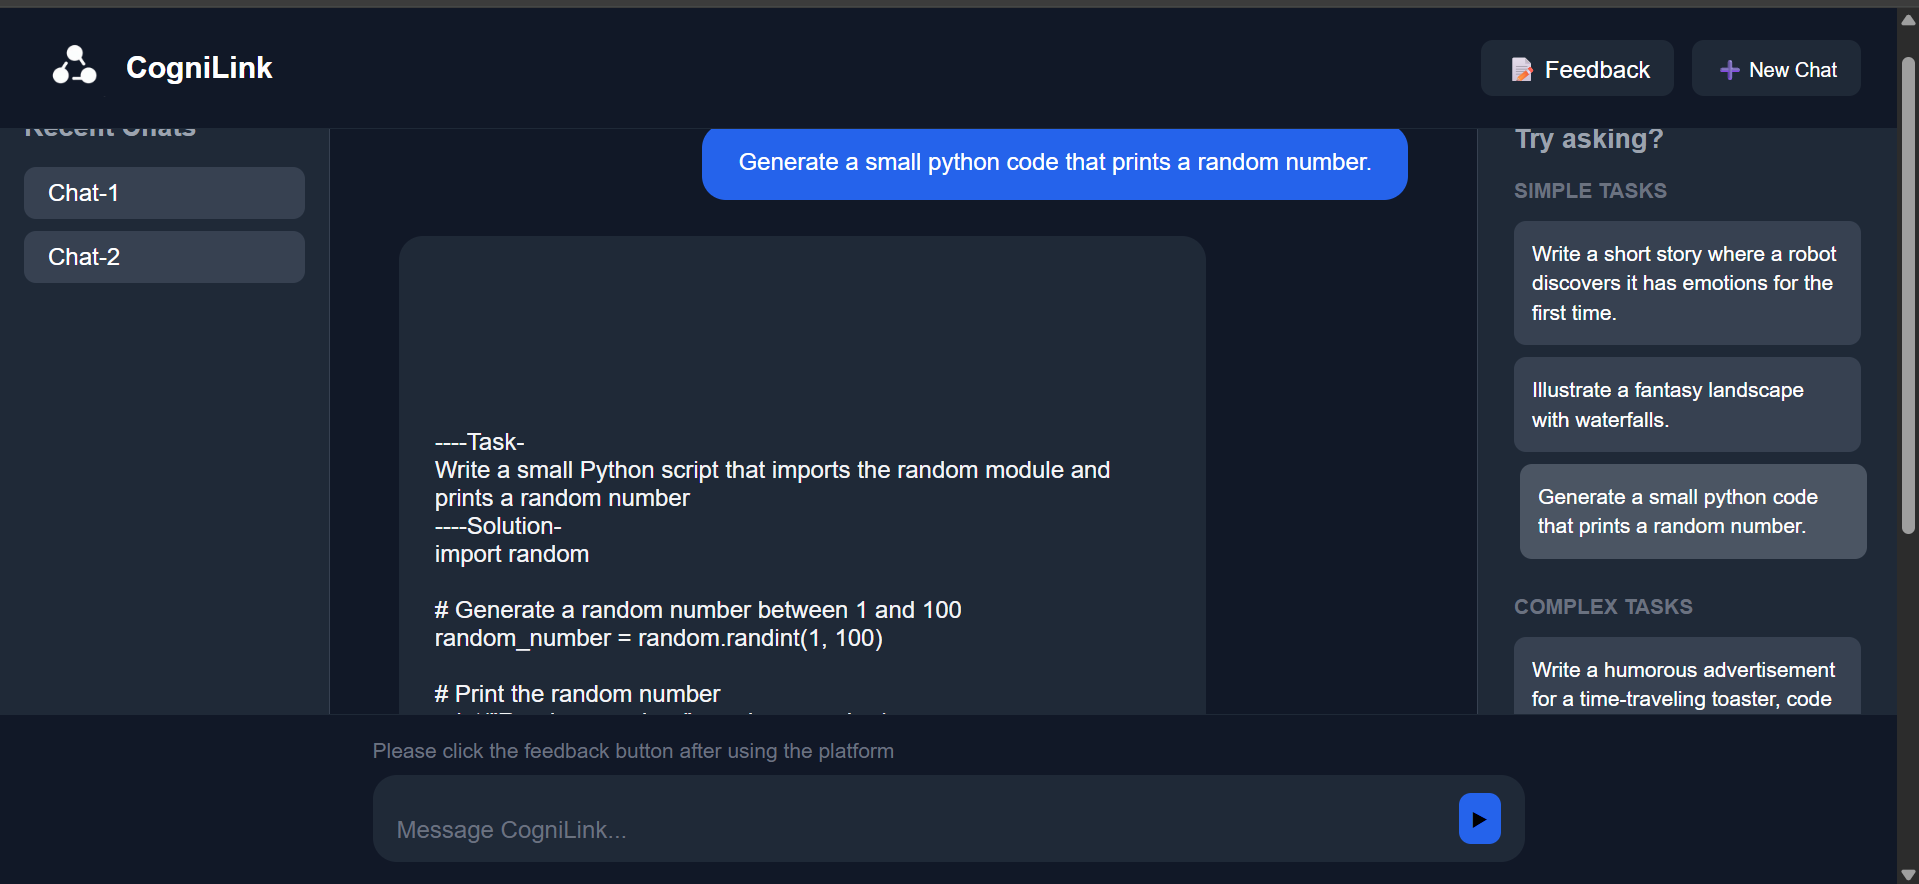 CogniLink
Feedback
New Chat
Recent Chats
Chat-1
Chat-2
Generate a small python code that prints a random number.
----Task-
Write a small Python script that imports the random module and
prints a random number
----Solution-
import random
# Generate a random number between 1 and 100
random_number = random.randint(1, 100)
# Print the random number
Try asking?
SIMPLE TASKS
Write a short story where a robot
discovers it has emotions for the
first time.
Illustrate a fantasy landscape
with waterfalls.
Generate a small python code
that prints a random number.
COMPLEX TASKS
Write a humorous advertisement
for a time-traveling toaster, code
Please click the feedback button after using the platform
Message CogniLink...